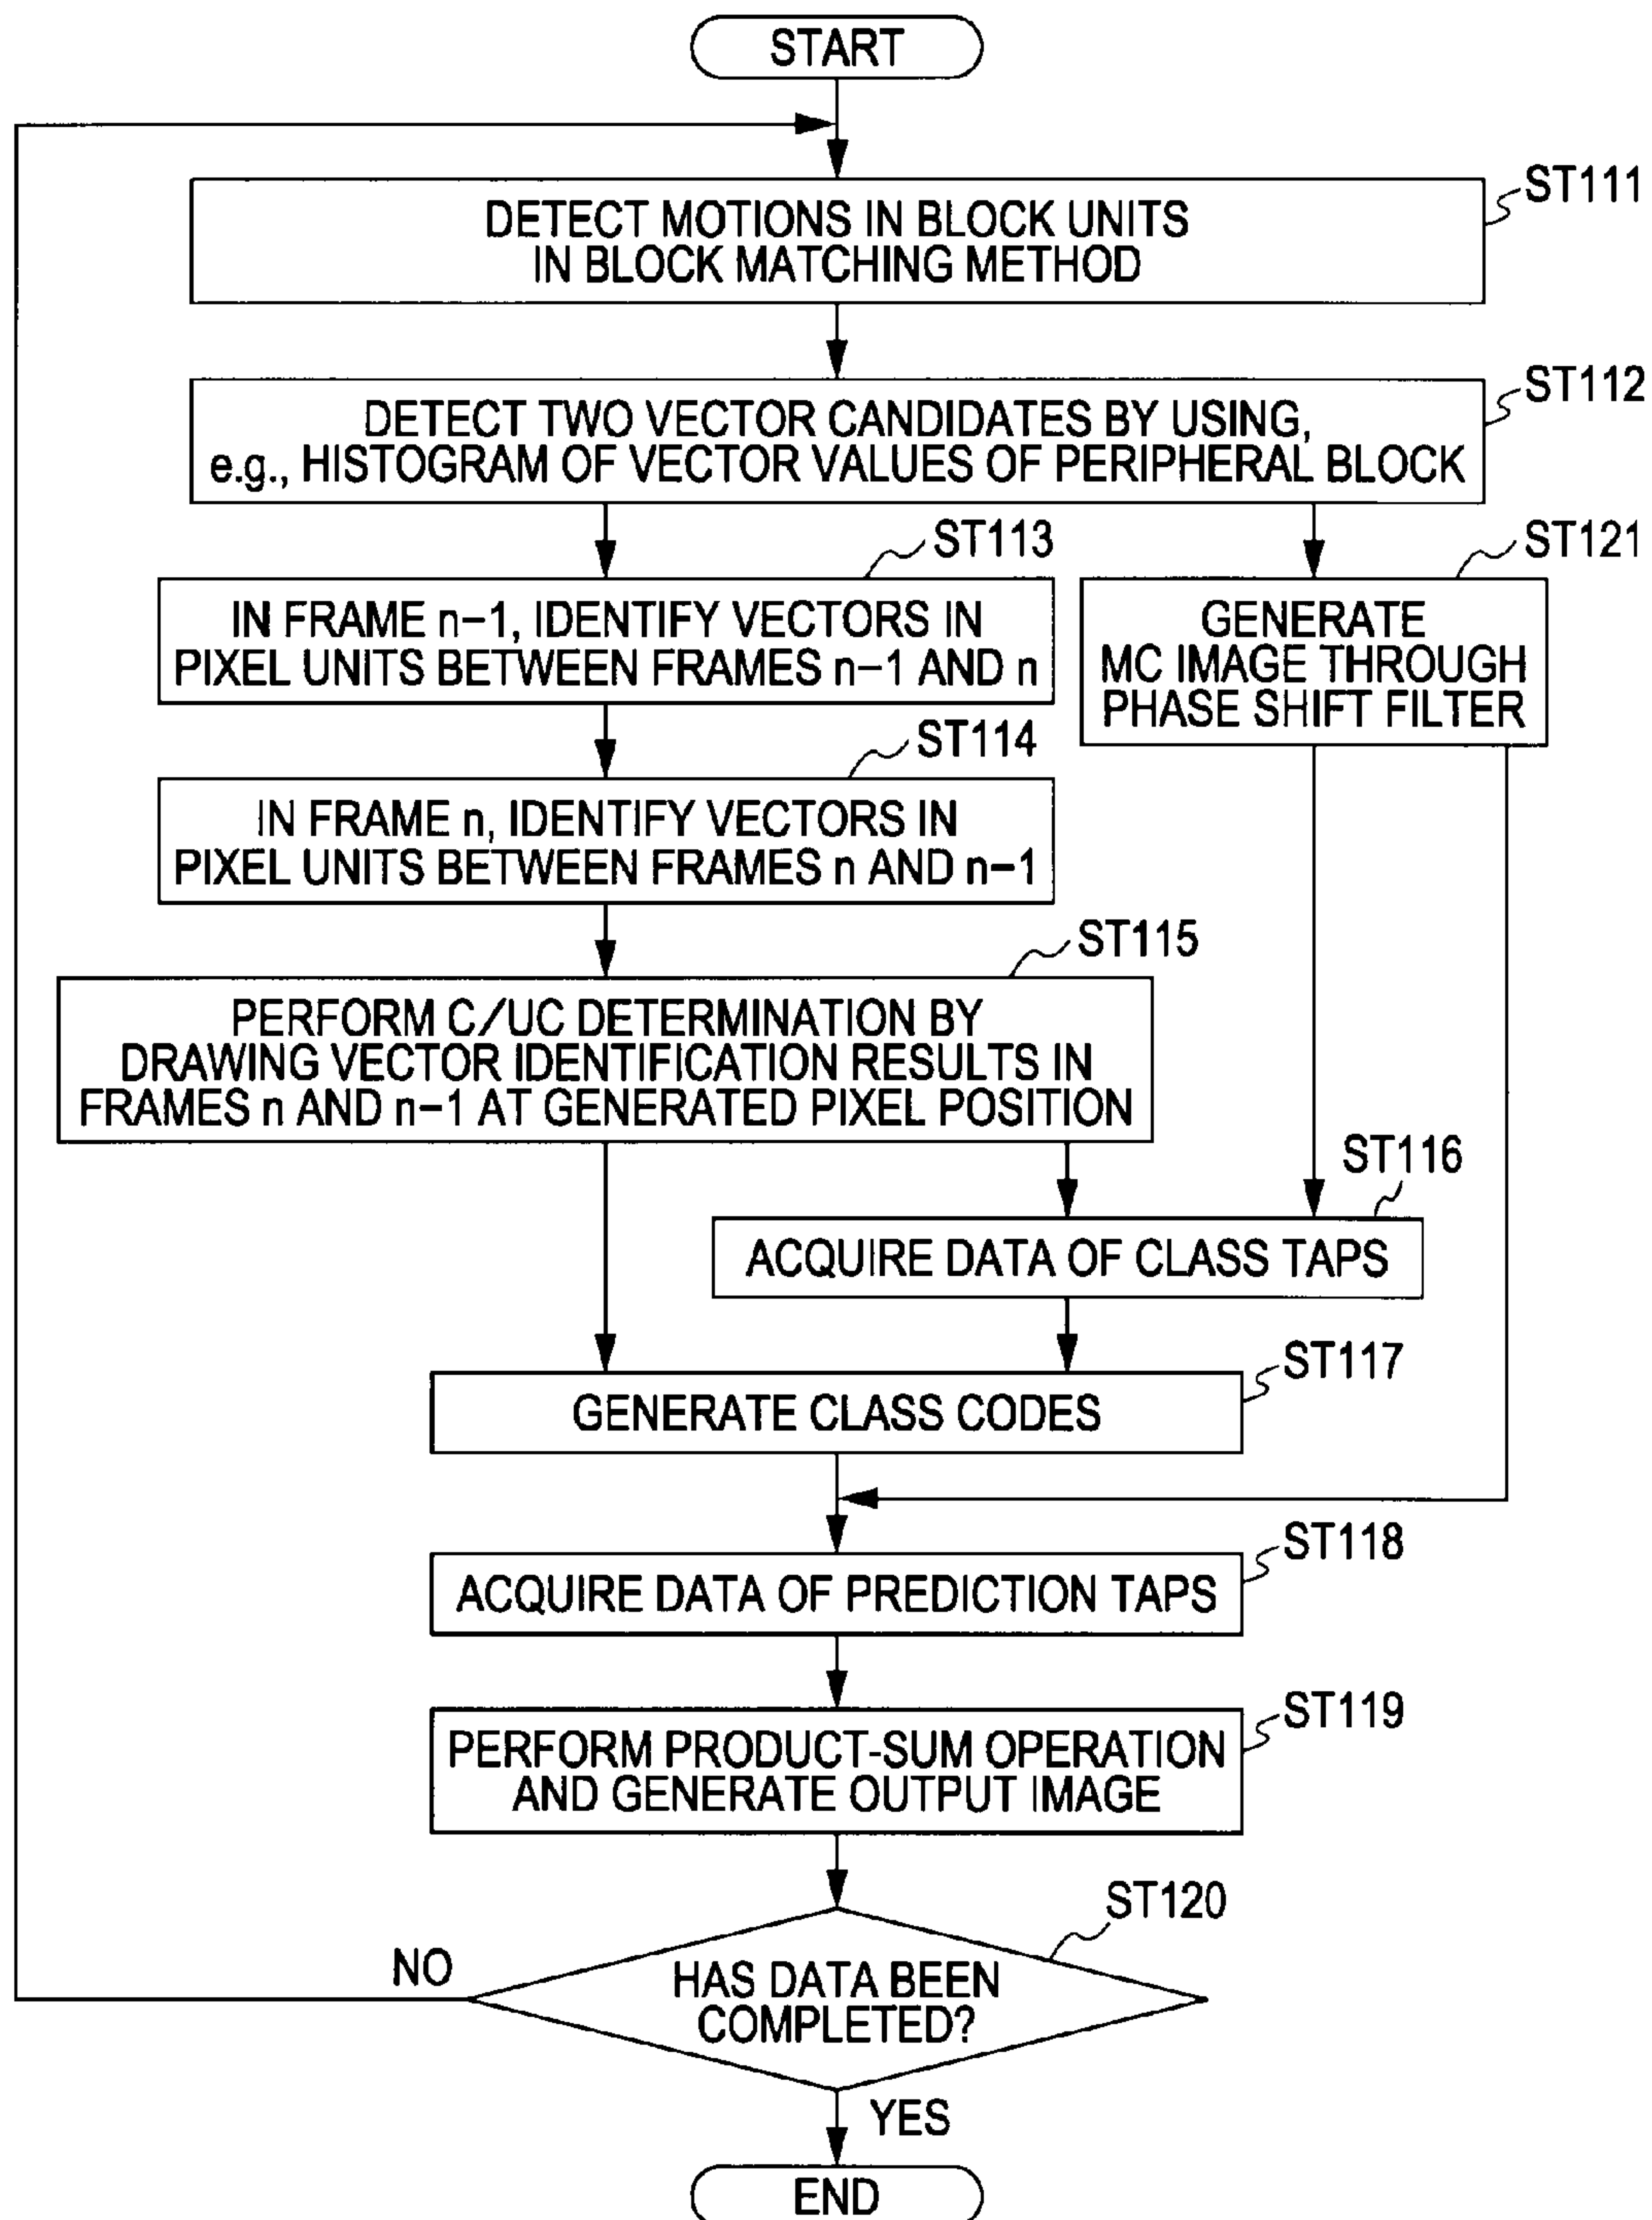 START
ST111
DETECT MOTIONS IN BLOCK UNITS
IN BLOCK MATCHING METHOD
ST112
DETECT TWO VECTOR CANDIDATES BY USING,
e.g., HISTOGRAM OF VECTOR VALUES OF PERIPHERAL BLOCK
ST113
IN FRAME n−1, IDENTIFY VECTORS IN
PIXEL UNITS BETWEEN FRAMES n−1 AND n
ST121
GENERATE
MC IMAGE THROUGH
PHASE SHIFT FILTER
ST114
IN FRAME n, IDENTIFY VECTORS IN
PIXEL UNITS BETWEEN FRAMES n AND n−1
ST115
PERFORM C/UC DETERMINATION BY
DRAWING VECTOR IDENTIFICATION RESULTS IN
FRAMES n AND n−1 AT GENERATED PIXEL POSITION
ST116
ACQUIRE DATA OF CLASS TAPS
ST117
GENERATE CLASS CODES
ST118
ACQUIRE DATA OF PREDICTION TAPS
ST119
PERFORM PRODUCT-SUM OPERATION
AND GENERATE OUTPUT IMAGE
ST120
NO
HAS DATA BEEN
COMPLETED?
YES
END